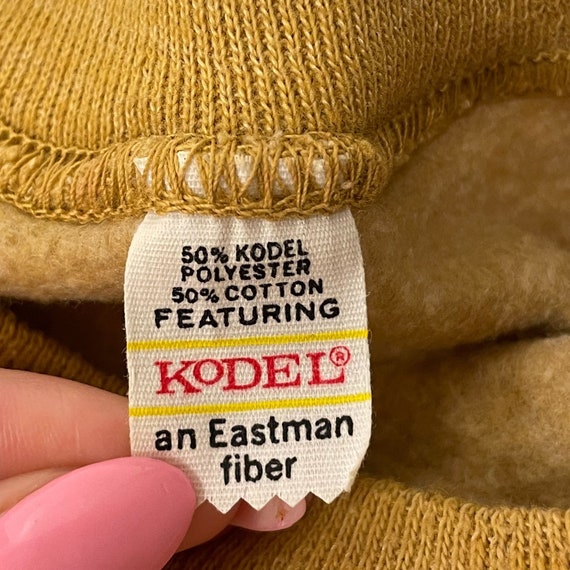 50% KODEL
POLYESTER
50% COTTON
FEATURING
KODEL®
an Eastman
fiber